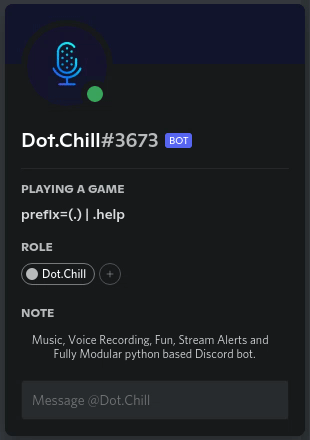 Dot.Chill#3673 BOT
PLAYING A GAME
prefix=(.) | .help
ROLE
Dot.Chill +
NOTE
Music, Voice Recording, Fun, Stream Alerts and
Fully Modular python based Discord bot.
Message @Dot.Chill